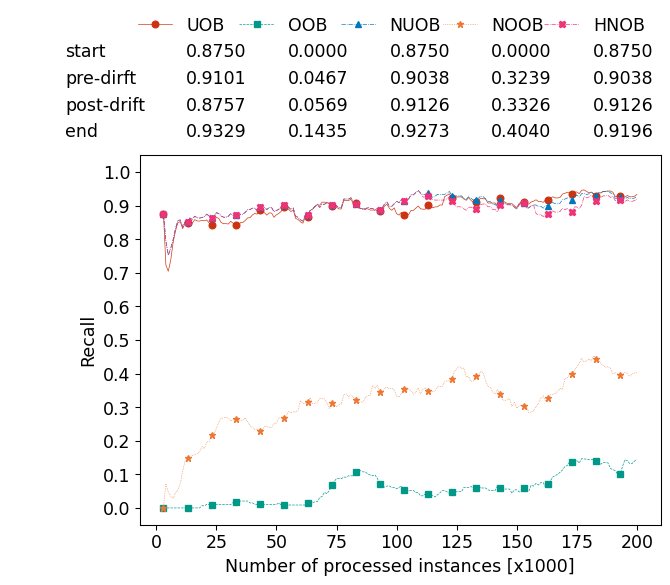 UOB OOB NUOB NOOB HNOB
start 0.8750 0.0000 0.8750 0.0000 0.8750
pre-dirft 0.9101 0.0467 0.9038 0.3239 0.9038
post-drift 0.8757 0.0569 0.9126 0.3326 0.9126
end 0.9329 0.1435 0.9273 0.4040 0.9196
1.0
0.9
0.8
0.7
0.6
0.5
0.4
0.3
0.2
0.1
0.0
Recall
0 25 50 75 100 125 150 175 200
Number of processed instances [x1000]